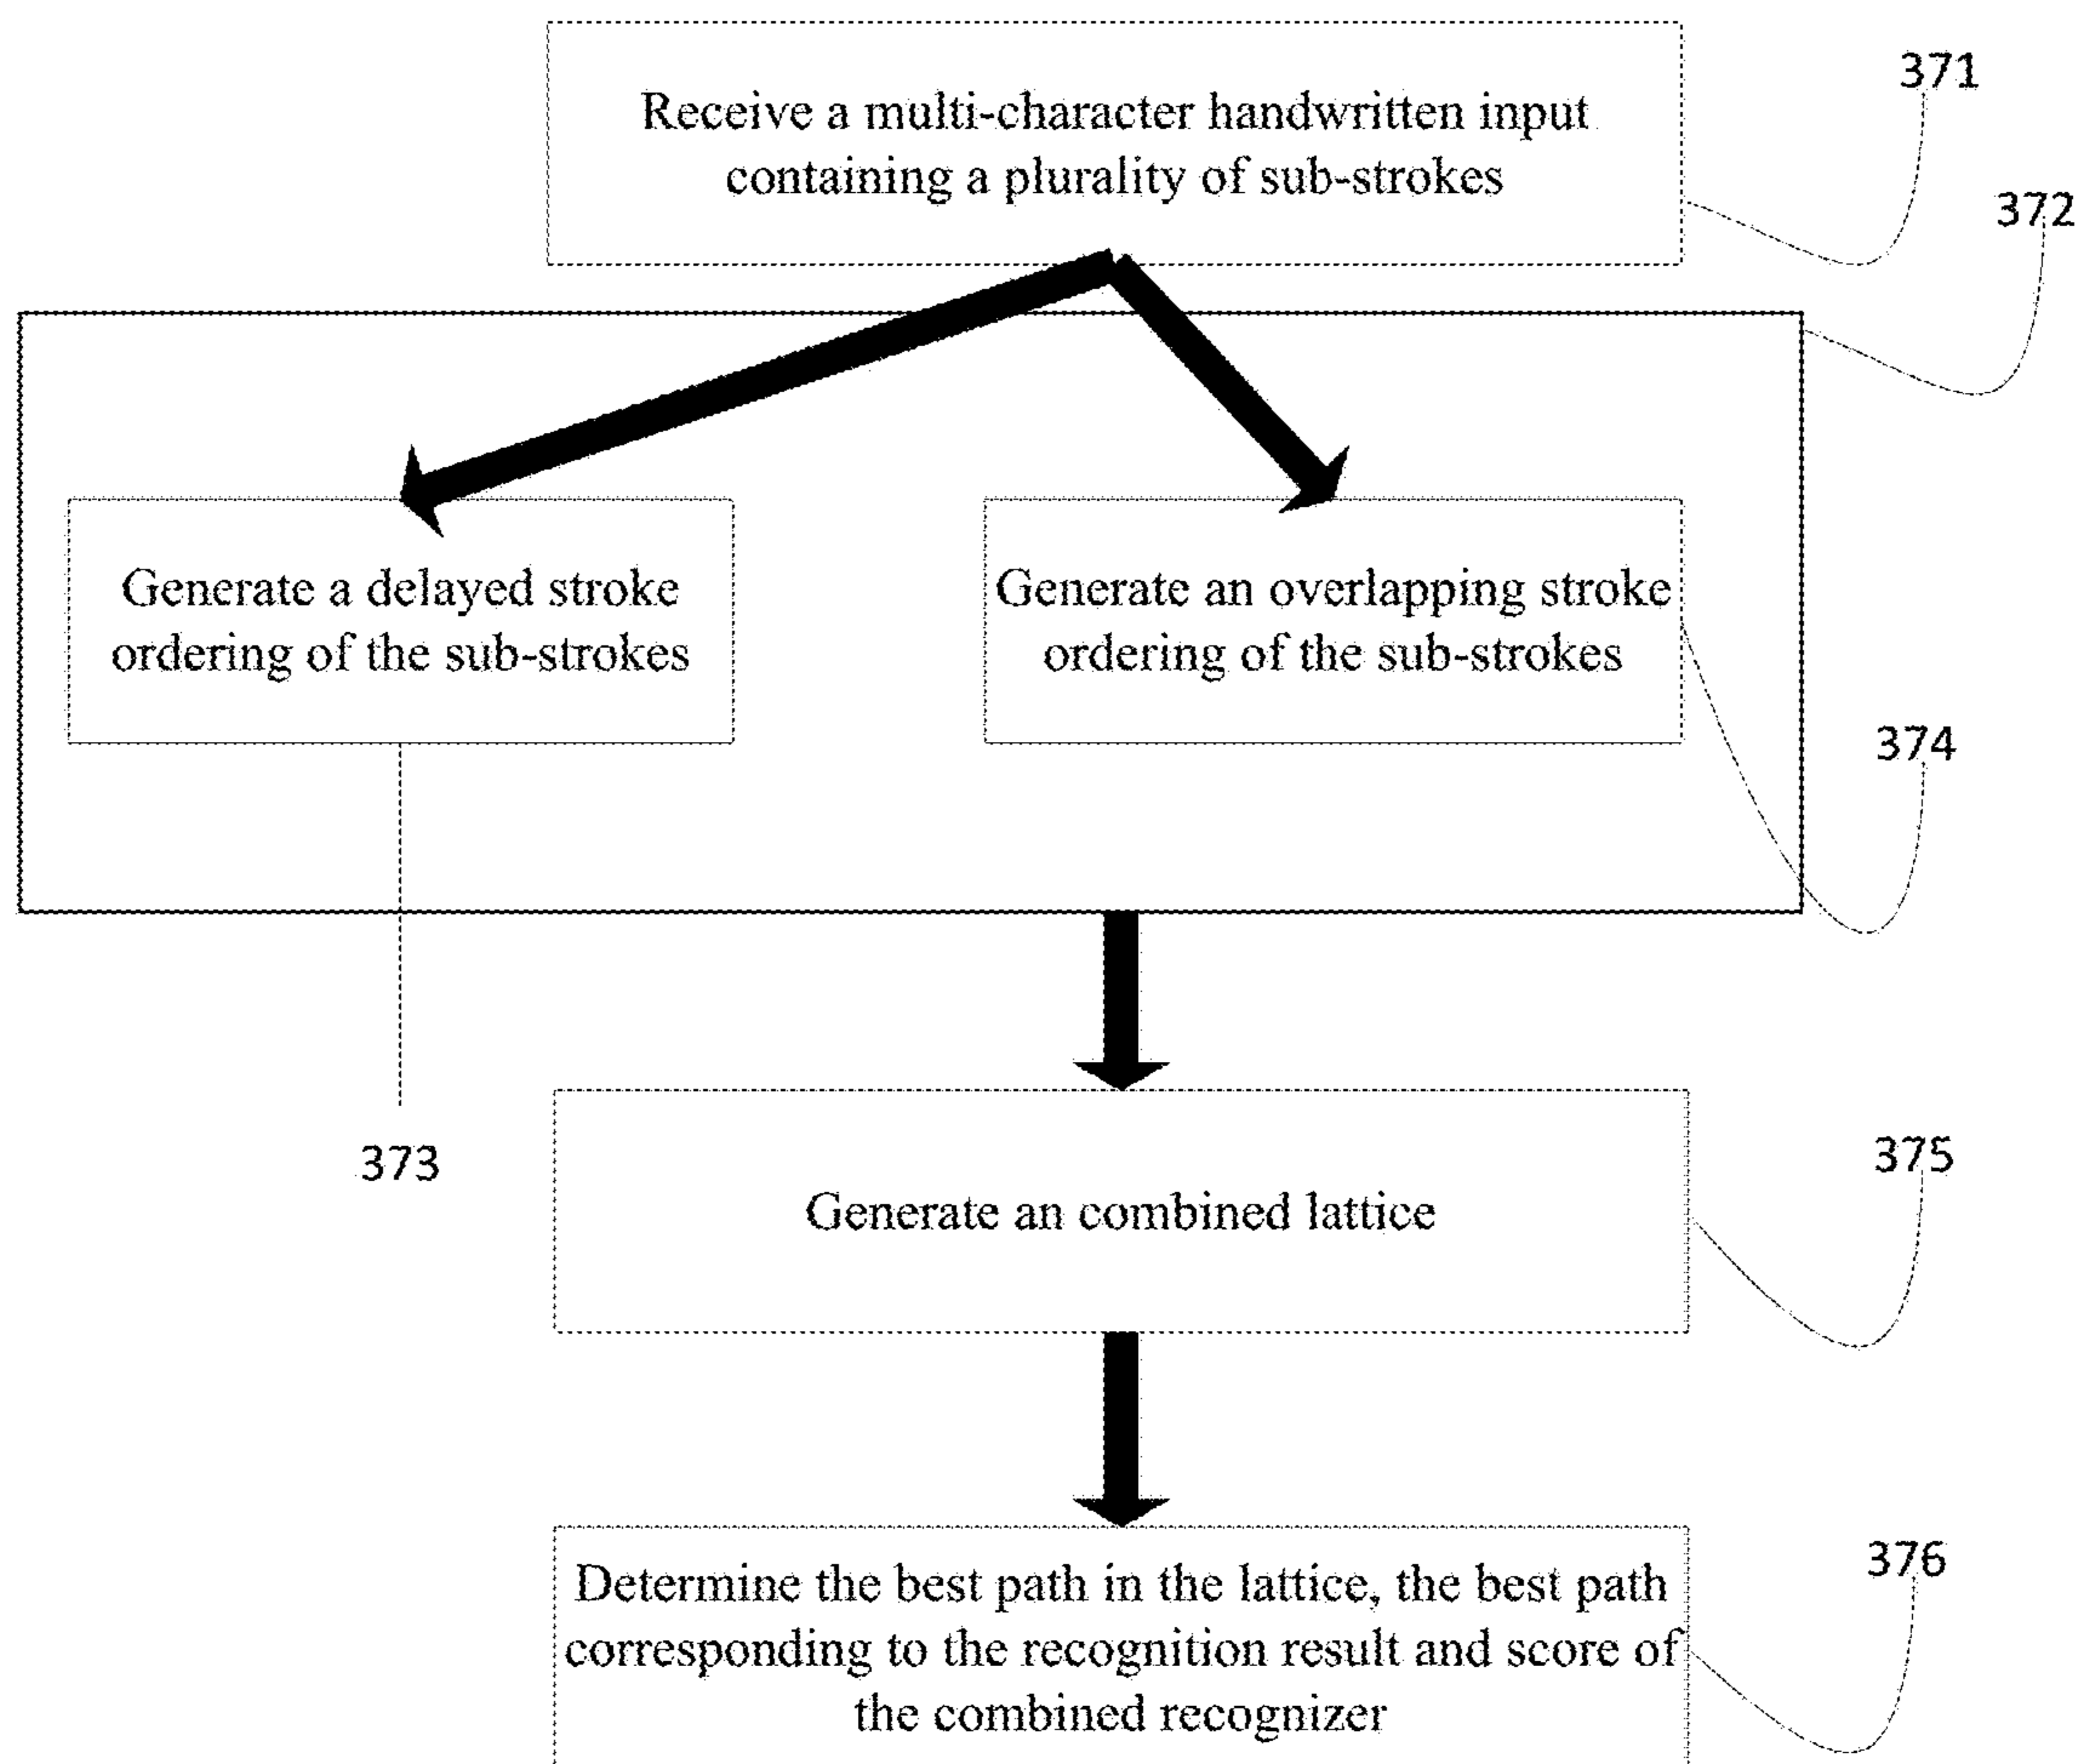 Receive a multi-character handwritten input
containing a plurality of sub-strokes
371
372
Generate a delayed stroke
ordering of the sub-strokes
Generate an overlapping stroke
ordering of the sub-strokes
374
373
Generate an combined lattice
375
Determine the best path in the lattice, the best path
corresponding to the recognition result and score of
the combined recognizer
376